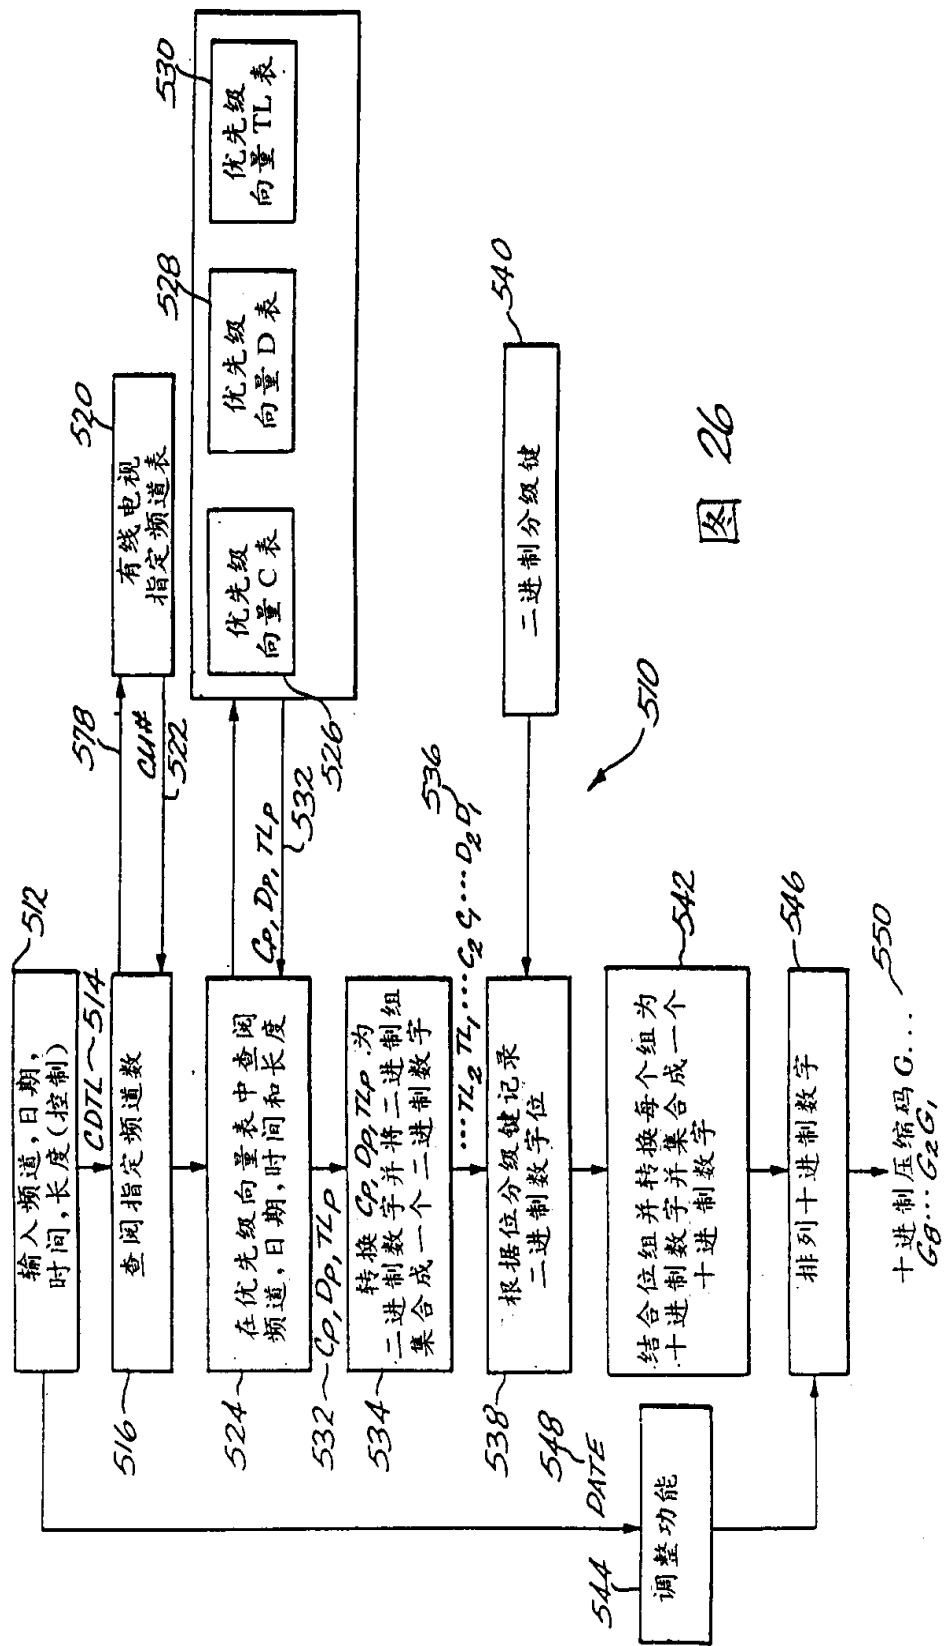 512
输入频道,日期,
时间,长度(控制)
CDTL~514
578
520
有线电视
指定频道表
CH#
522
516
查阅指定频道数
524
在优先级向量表中查阅
频道,日期,时间和长度
530
优先级
向量TL表
528
优先级
向量D表
优先级
向量C表
526
CP, DP, TLP
532
532~CP, DP, TLP
534
转换CP, DP, TLP为
二进制数字并将二进制组
集合成一个二进制数字
536
...TL2 TL1...C2 C1...D2 D1
538
根据位分级键记录
二进制数字位
540
二进制分级键
510
542
结合位组并转换每个组为
十进制数字并集合成一个
十进制数字
548
DATE
544
调整功能
546
排列十进制数字
550
十进制压缩码G...
G8...G2G1
图 26